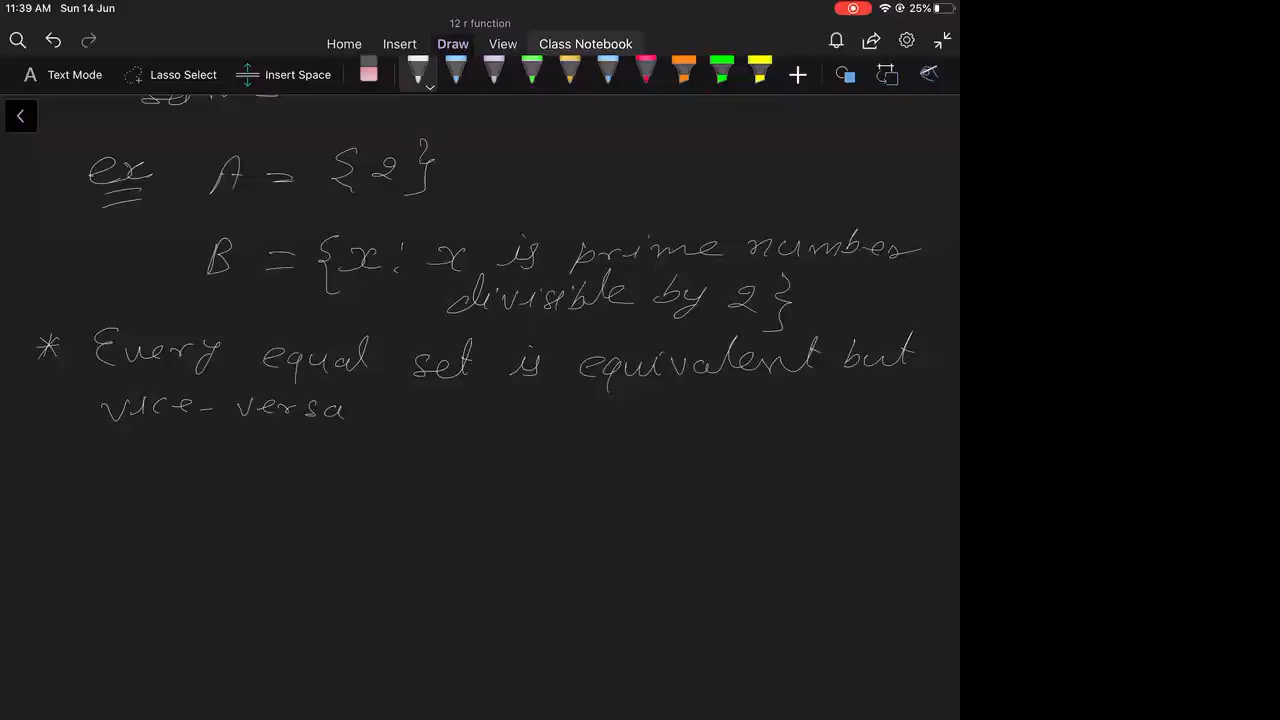 11:39 AM Sun 14 Jun
25%
12 r function
Home Insert Draw View Class Notebook
A Text Mode Lasso Select Insert Space
ex A = {2}
B = {x: x is prime number
divisible by 2}
* Every equal set is equivalent but
vice-versa